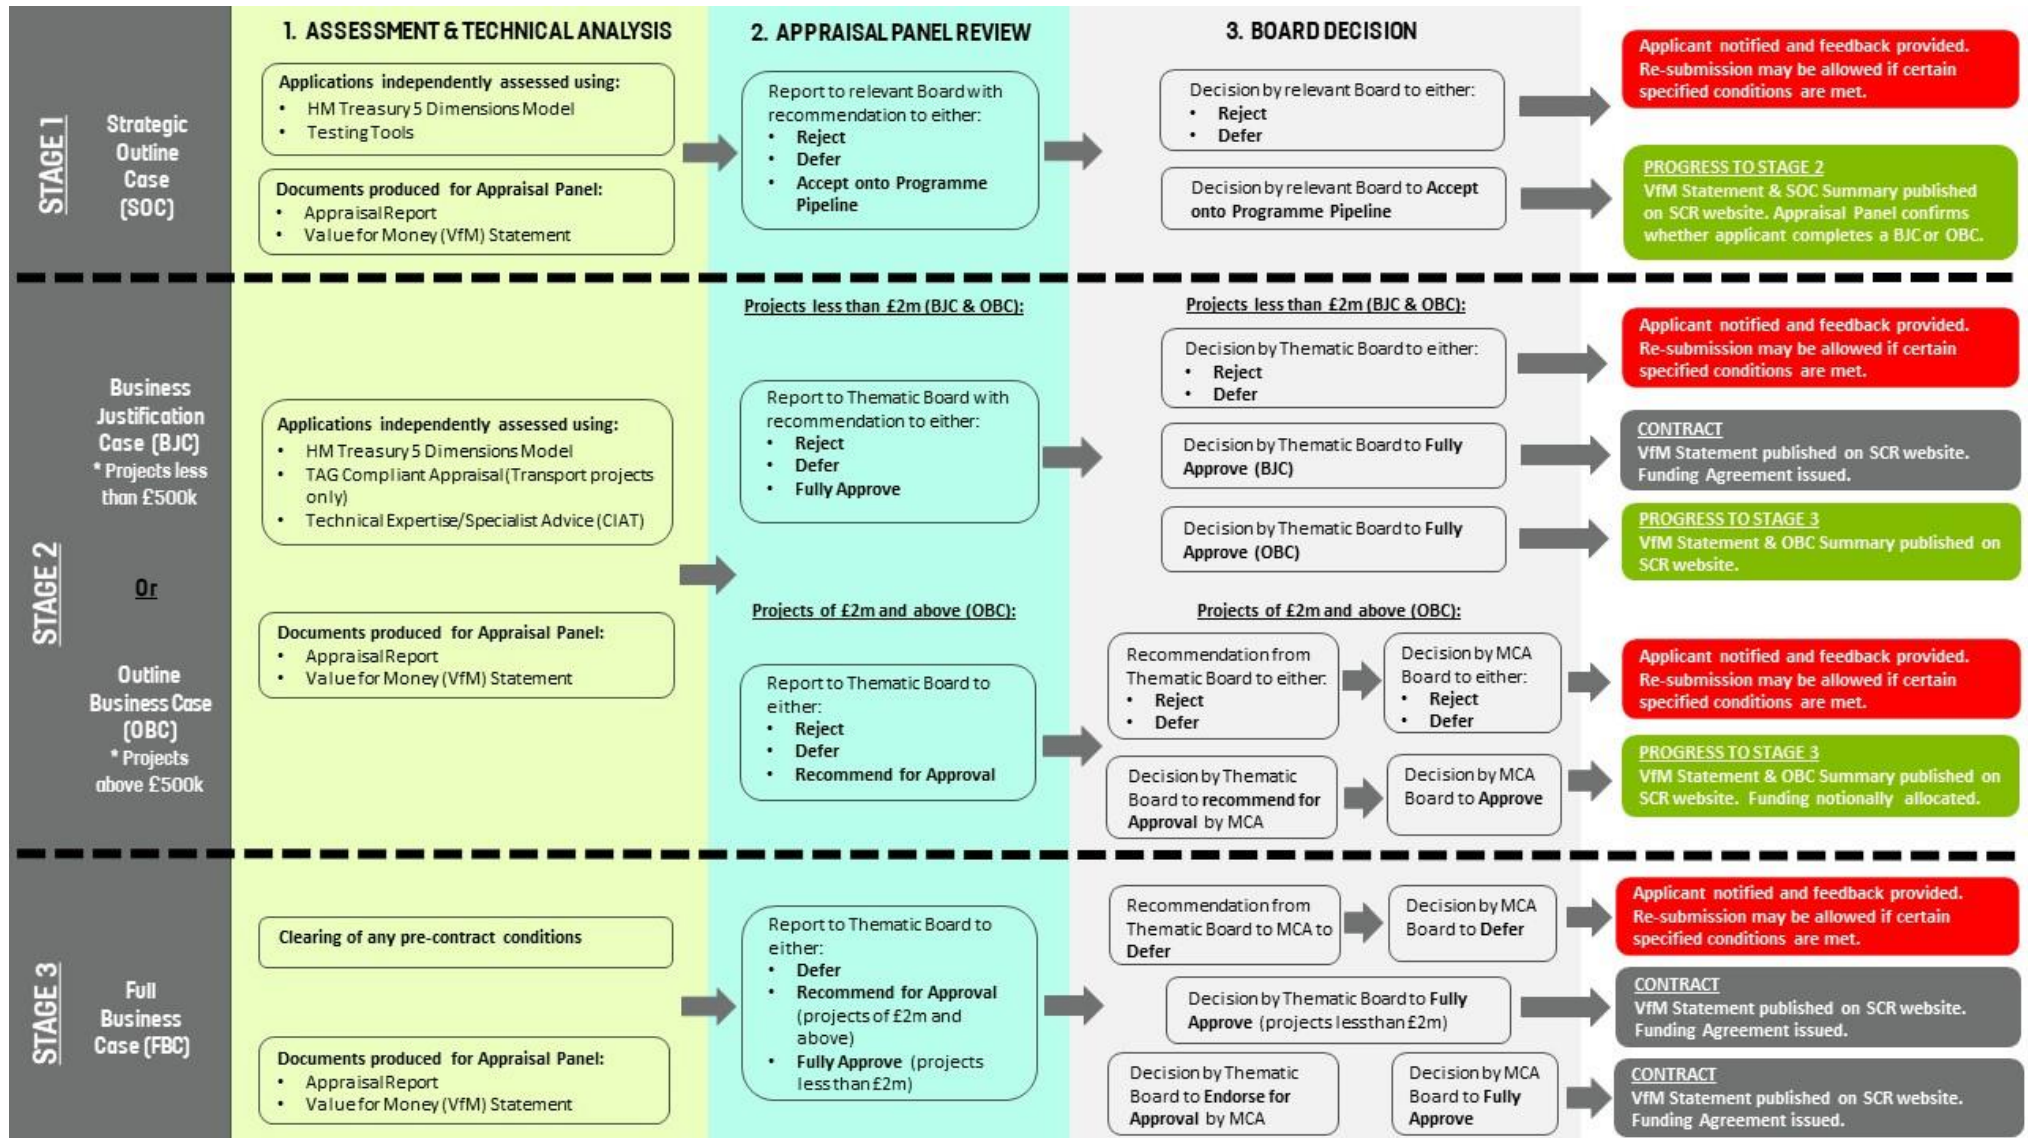 1. ASSESSMENT & TECHNICAL ANALYSIS
2. APPRAISAL PANEL REVIEW
3. BOARD DECISION
STAGE 1
Strategic
Outline
Case
(SOC)
Applications independently assessed using:
• HM Treasury 5 Dimensions Model
• Testing Tools
Documents produced for Appraisal Panel:
• Appraisal Report
• Value for Money (VfM) Statement
Report to relevant Board with
recommendation to either:
• Reject
• Defer
• Accept onto Programme
Pipeline
Decision by relevant Board to either:
• Reject
• Defer
Decision by relevant Board to Accept
onto Programme Pipeline
Applicant notified and feedback provided.
Re-submission may be allowed if certain
specified conditions are met.
PROGRESS TO STAGE 2
VfM Statement & SOC Summary published
on SCR website. Appraisal Panel confirms
whether applicant completes a BJC or OBC.
STAGE 2
Business
Justification
Case (BJC)
* Projects less
than £500k
Or
Outline
Business Case
(OBC)
* Projects
above £500k
Applications independently assessed using:
• HM Treasury 5 Dimensions Model
• TAG Compliant Appraisal (Transport projects
only)
• Technical Expertise/Specialist Advice (CIAT)
Documents produced for Appraisal Panel:
• Appraisal Report
• Value for Money (VfM) Statement
Projects less than £2m (BJC & OBC):
Report to Thematic Board with
recommendation to either:
• Reject
• Defer
• Fully Approve
Projects of £2m and above (OBC):
Report to Thematic Board to
either:
• Reject
• Defer
• Recommend for Approval
Projects less than £2m (BJC & OBC):
Decision by Thematic Board to either:
• Reject
• Defer
Decision by Thematic Board to Fully
Approve (BJC)
Decision by Thematic Board to Fully
Approve (OBC)
Projects of £2m and above (OBC):
Recommendation from
Thematic Board to either:
• Reject
• Defer
Decision by MCA
Board to either:
• Reject
• Defer
Decision by Thematic
Board to recommend for
Approval by MCA
Decision by MCA
Board to Approve
Applicant notified and feedback provided.
Re-submission may be allowed if certain
specified conditions are met.
CONTRACT
VfM Statement published on SCR website.
Funding Agreement issued.
PROGRESS TO STAGE 3
VfM Statement & OBC Summary published on
SCR website.
Applicant notified and feedback provided.
Re-submission may be allowed if certain
specified conditions are met.
PROGRESS TO STAGE 3
VfM Statement & OBC Summary published on
SCR website. Funding notionally allocated.
STAGE 3
Full
Business
Case (FBC)
Clearing of any pre-contract conditions
Documents produced for Appraisal Panel:
• Appraisal Report
• Value for Money (VfM) Statement
Report to Thematic Board to
either:
• Defer
• Recommend for Approval
(projects of £2m and
above)
• Fully Approve (projects
less than £2m)
Recommendation from
Thematic Board to MCA to
Defer
Decision by MCA
Board to Defer
Decision by Thematic Board to Fully
Approve (projects less than £2m)
Decision by Thematic
Board to Endorse for
Approval by MCA
Decision by MCA
Board to Fully
Approve
Applicant notified and feedback provided.
Re-submission may be allowed if certain
specified conditions are met.
CONTRACT
VfM Statement published on SCR website.
Funding Agreement issued.
CONTRACT
VfM Statement published on SCR website.
Funding Agreement issued.